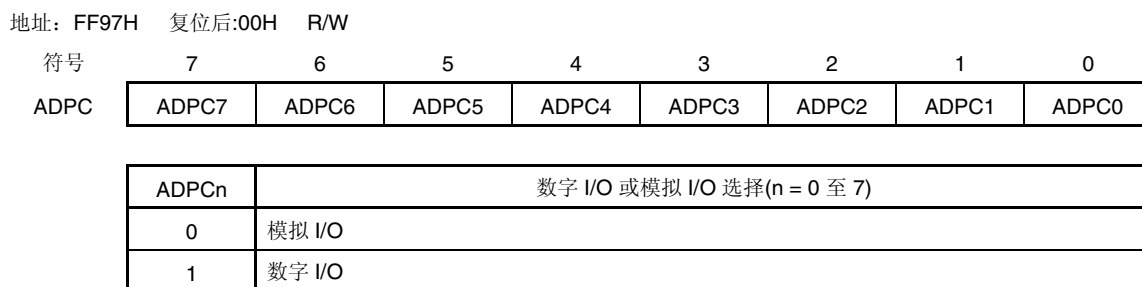 地址：FF97H 复位后:00H R/W
符号 7 6 5 4 3 2 1 0
ADPC ADPC7 ADPC6 ADPC5 ADPC4 ADPC3 ADPC2 ADPC1 ADPC0
ADPCn 数字 I/O 或模拟 I/O 选择(n = 0 至 7)
0 模拟 I/O
1 数字 I/O